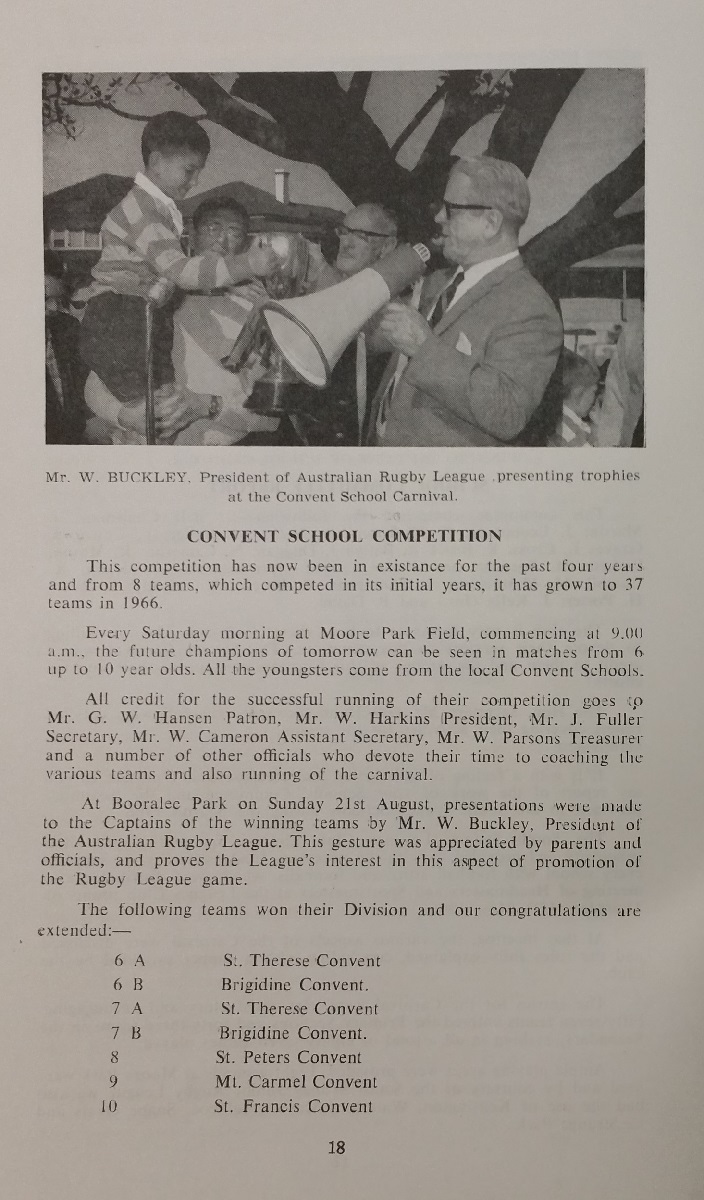 Mr. W. BUCKLEY, President of Australian Rugby League presenting trophies
at the Convent School Carnival.
CONVENT SCHOOL COMPETITION
This competition has now been in existance for the past four years
and from 8 teams, which competed in its initial years, it has grown to 37
teams in 1966.
Every Saturday morning at Moore Park Field, commencing at 9.00
a.m., the future champions of tomorrow can be seen in matches from 6
up to 10 year olds. All the youngsters come from the local Convent Schools.
All credit for the successful running of their competition goes to
Mr. G. W. Hansen Patron, Mr. W. Harkins President, Mr. J. Fuller
Secretary, Mr. W. Cameron Assistant Secretary, Mr. W. Parsons Treasurer
and a number of other officials who devote their time to coaching the
various teams and also running of the carnival.
At Booralee Park on Sunday 21st August, presentations were made
to the Captains of the winning teams by Mr. W. Buckley, President of
the Australian Rugby League. This gesture was appreciated by parents and
officials, and proves the League's interest in this aspect of promotion of
the Rugby League game.
The following teams won their Division and our congratulations are
extended:—
6 A St. Therese Convent
6 B Brigidine Convent.
7 A St. Therese Convent
7 B Brigidine Convent.
8 St. Peters Convent
9 Mt. Carmel Convent
10 St. Francis Convent
18